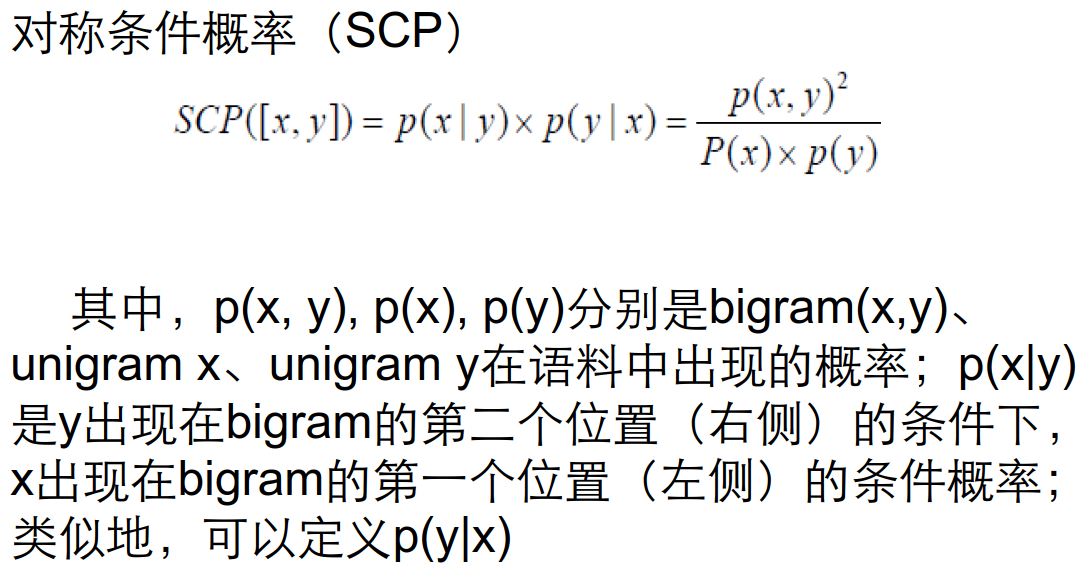 对称条件概率（SCP）
SCP([x, y]) = p(x | y) × p(y | x) = p(x, y)² / P(x) × p(y)
其中，p(x, y), p(x), p(y)分别是bigram(x,y)、
unigram x、unigram y在语料中出现的概率；p(x|y)
是y出现在bigram的第二个位置（右侧）的条件下，
x出现在bigram的第一个位置（左侧）的条件概率；
类似地，可以定义p(y|x)